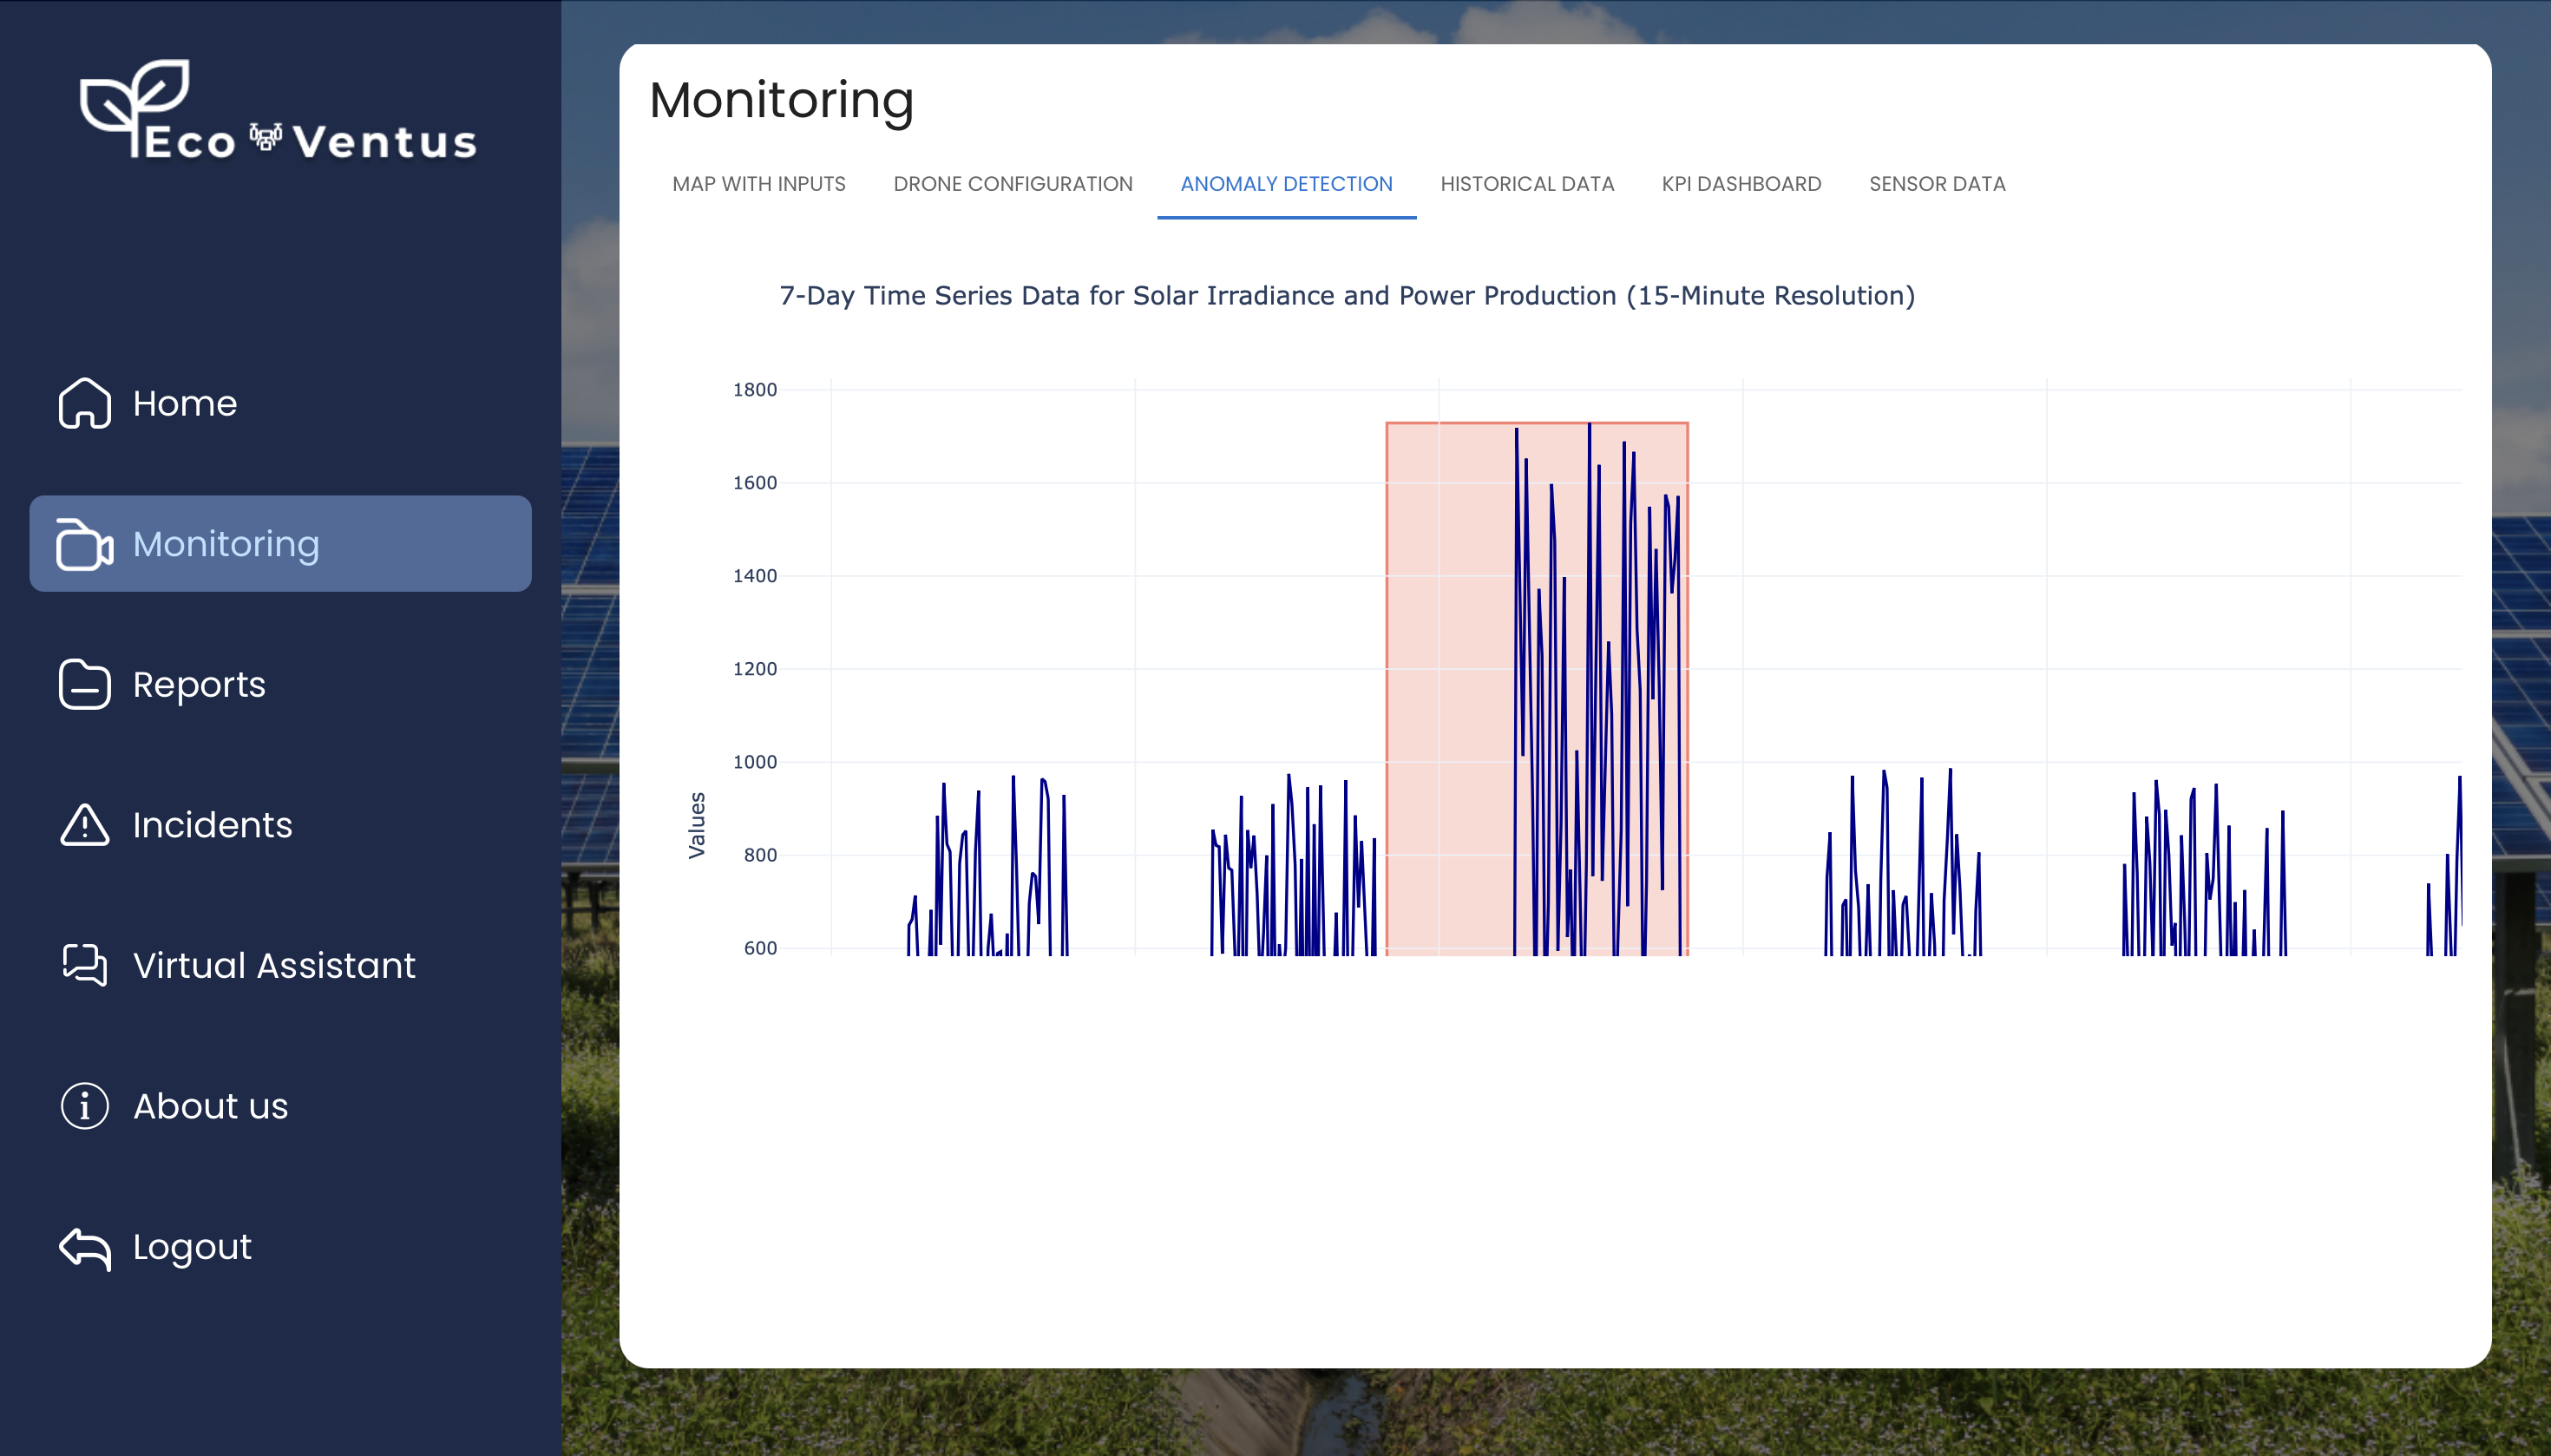 Eco Ventus
Home
Monitoring
Reports
Incidents
Virtual Assistant
About us
Logout
Monitoring
MAP WITH INPUTS
DRONE CONFIGURATION
ANOMALY DETECTION
HISTORICAL DATA
KPI DASHBOARD
SENSOR DATA
7-Day Time Series Data for Solar Irradiance and Power Production (15-Minute Resolution)
1800
1600
1400
1200
1000
800
600
Values